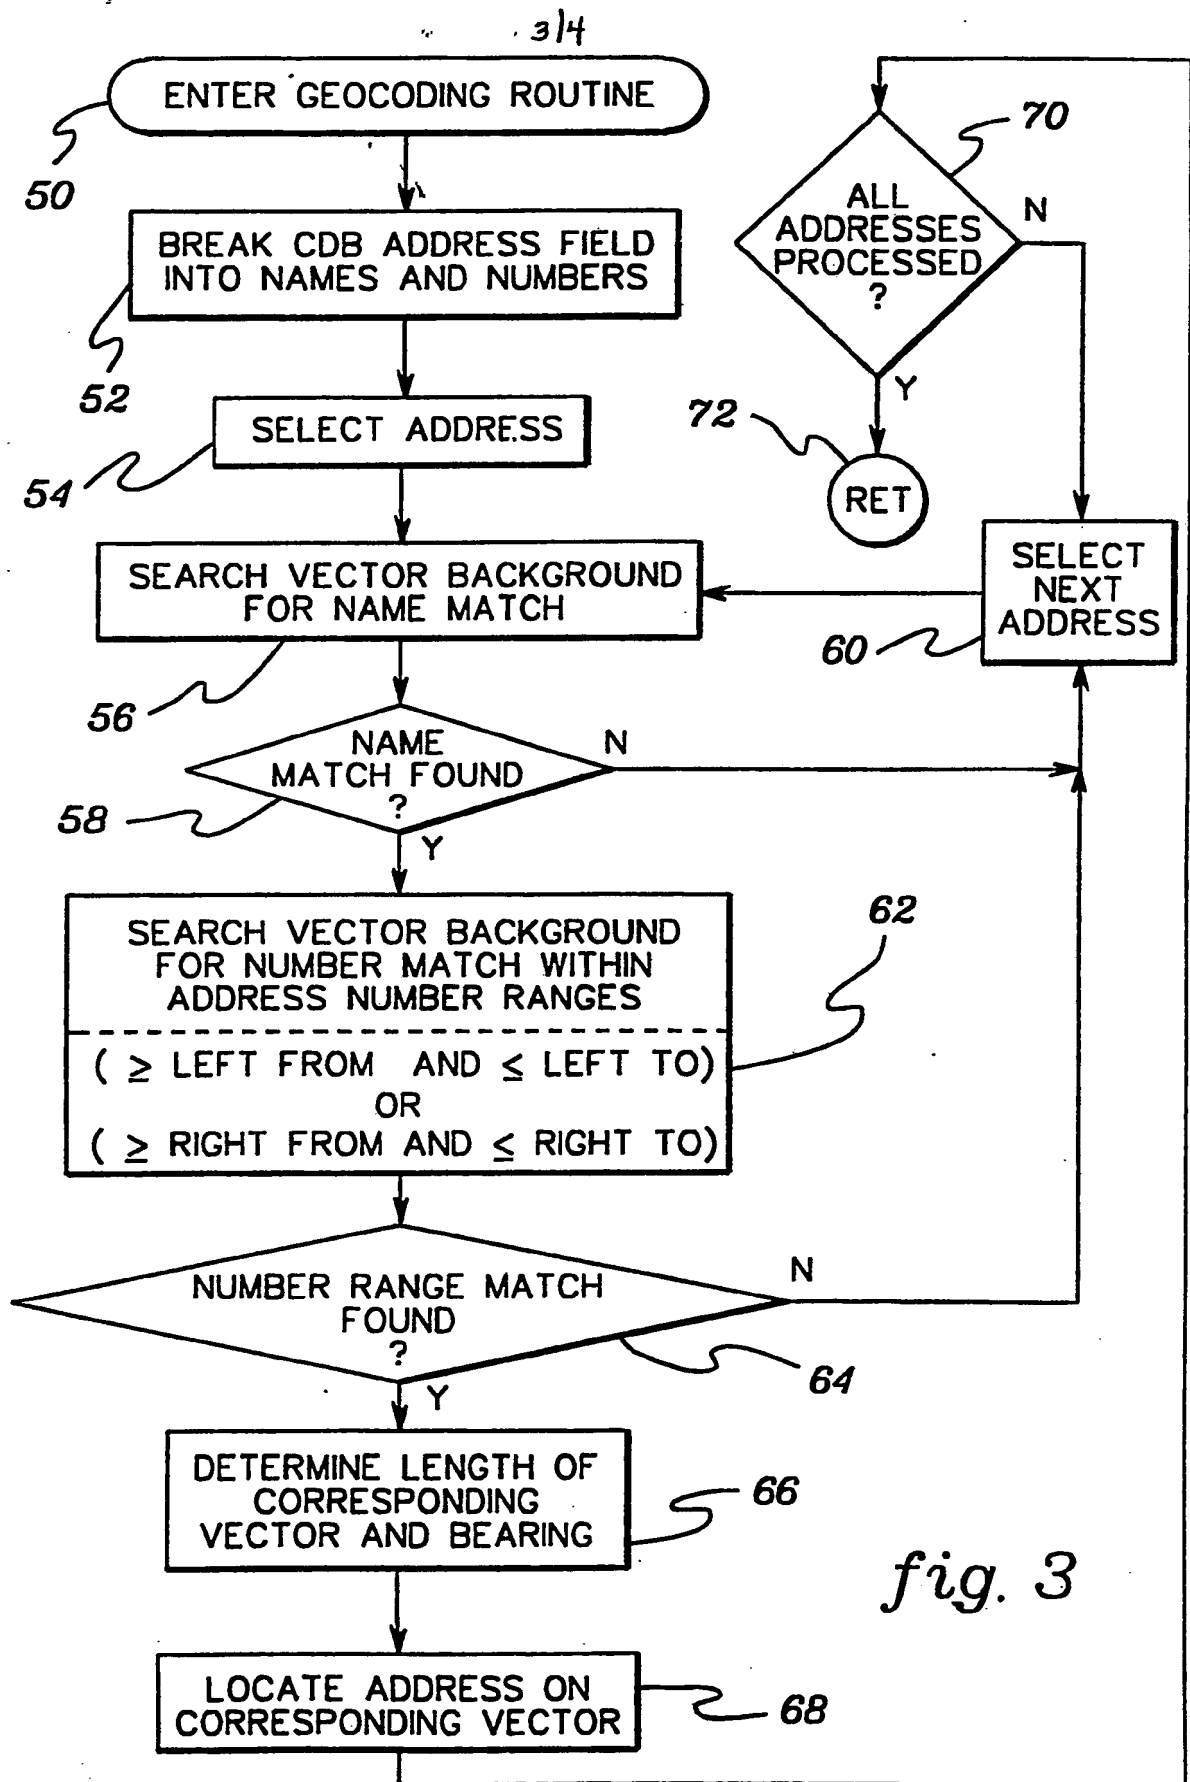 3/4
ENTER GEOCODING ROUTINE
50
BREAK CDB ADDRESS FIELD
INTO NAMES AND NUMBERS
52
SELECT ADDRESS
54
SEARCH VECTOR BACKGROUND
FOR NAME MATCH
56
NAME
MATCH FOUND
?
N
Y
58
SEARCH VECTOR BACKGROUND
FOR NUMBER MATCH WITHIN
ADDRESS NUMBER RANGES
( ≥ LEFT FROM AND ≤ LEFT TO)
OR
( ≥ RIGHT FROM AND ≤ RIGHT TO)
62
NUMBER RANGE MATCH
FOUND
?
N
Y
64
DETERMINE LENGTH OF
CORRESPONDING
VECTOR AND BEARING
66
LOCATE ADDRESS ON
CORRESPONDING VECTOR
68
ALL
ADDRESSES
PROCESSED
?
70
N
Y
72
RET
SELECT
NEXT
ADDRESS
60
fig. 3